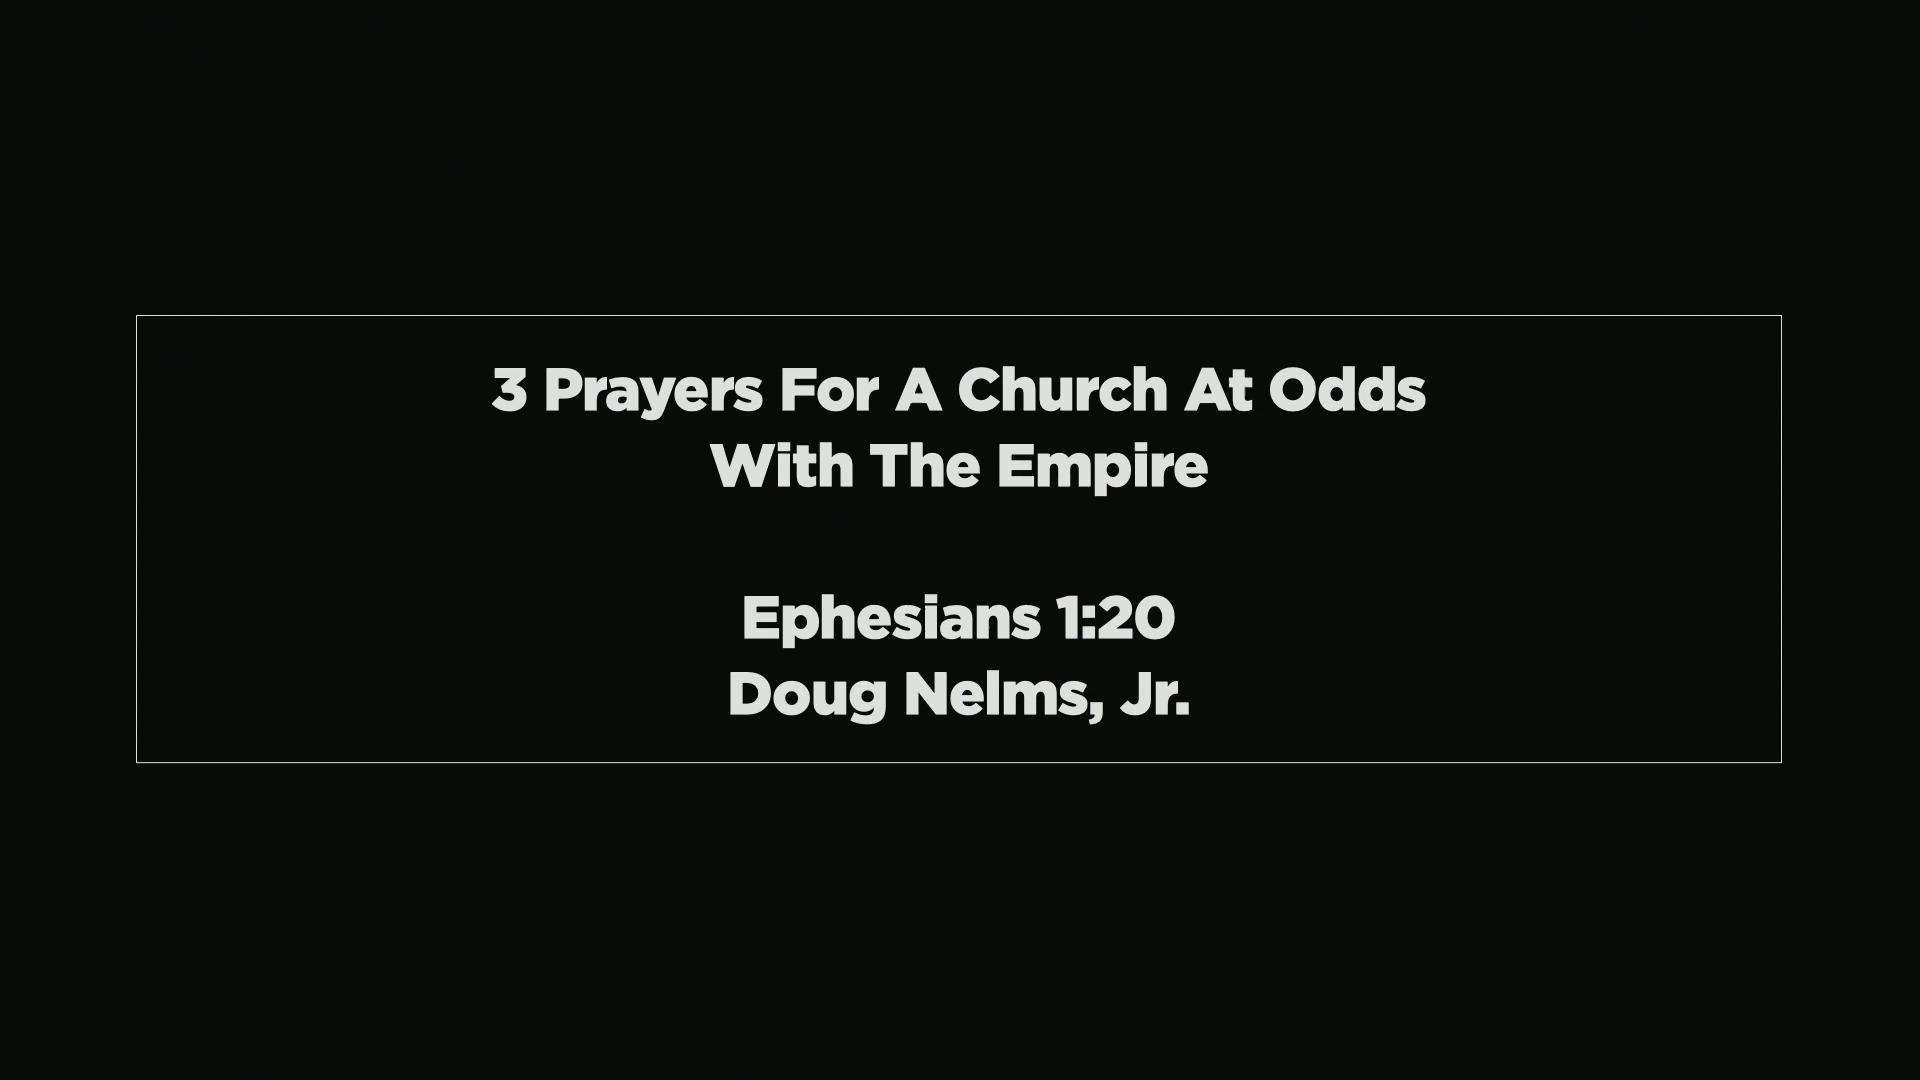 3 Prayers For A Church At Odds
With The Empire
Ephesians 1:20
Doug Nelms, Jr.